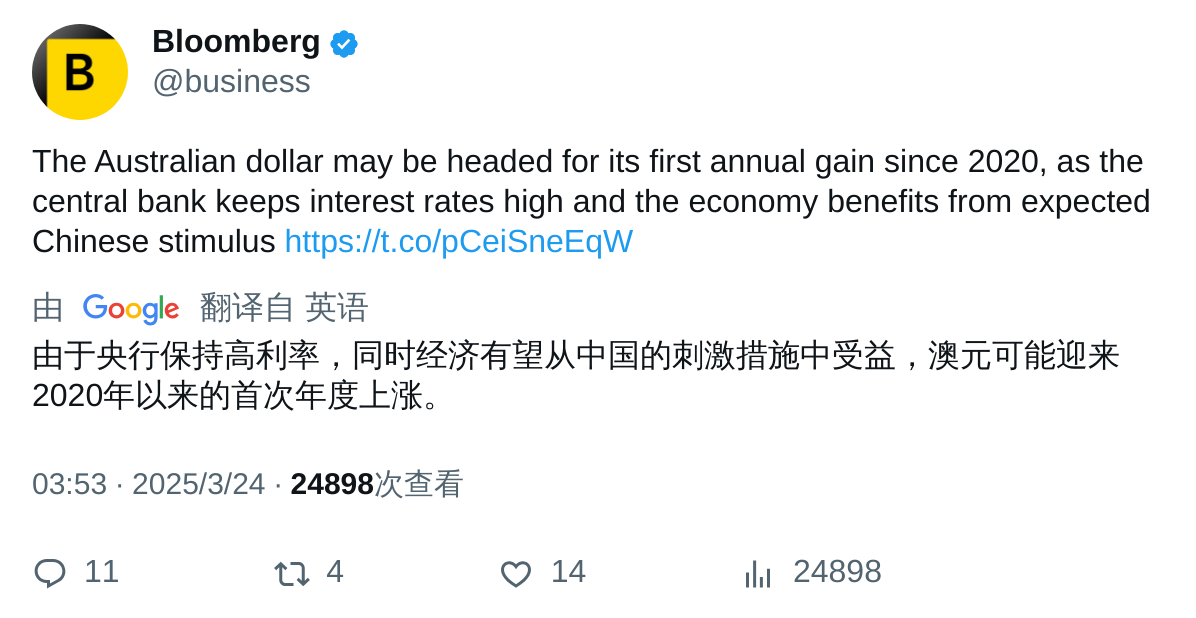 B
Bloomberg
@business
The Australian dollar may be headed for its first annual gain since 2020, as the
central bank keeps interest rates high and the economy benefits from expected
Chinese stimulus https://t.co/pCeiSneEqW
由 Google 翻译自 英语
由于央行保持高利率，同时经济有望从中国的刺激措施中受益，澳元可能迎来
2020年以来的首次年度上涨。
03:53 · 2025/3/24 · 24898次查看
11 4 14 24898